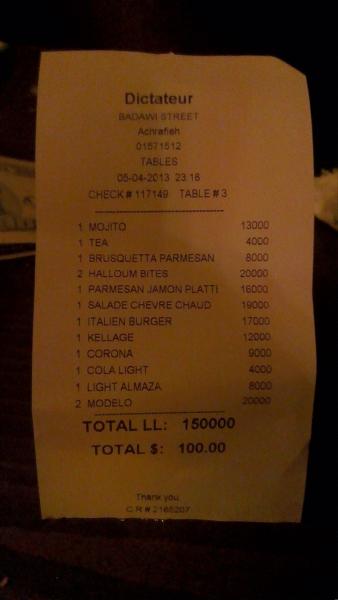 Dictateur
BADAWI STREET
Achrafieh
01571512
TABLES
05-04-2013 23:16
CHECK # 117149 TABLE # 3
1 MOJITO 13000
1 TEA 4000
1 BRUSQUETTA PARMESAN 8000
2 HALLOUM BITES 20000
1 PARMESAN JAMON PLATTI 16000
1 SALADE CHEVRE CHAUD 19000
1 ITALIEN BURGER 17000
1 KELLAGE 12000
1 CORONA 9000
1 COLA LIGHT 4000
1 LIGHT ALMAZA 8000
2 MODELO 20000
TOTAL LL: 150000
TOTAL $: 100.00
Thank you
C.R # 2165207